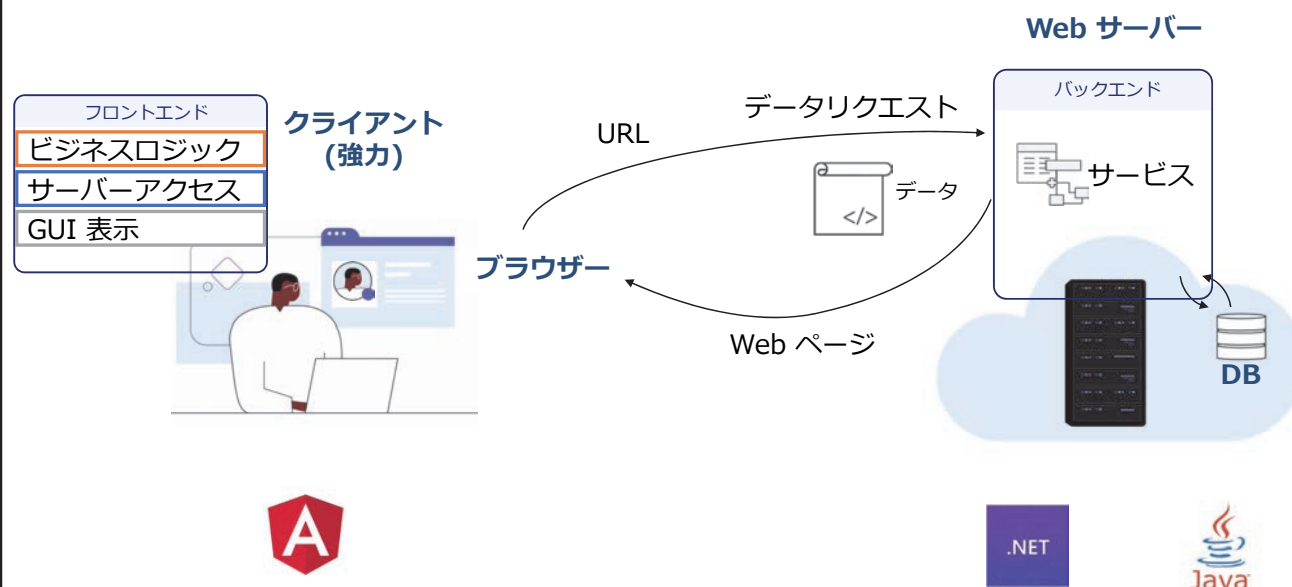 Web サーバー
フロントエンド
ビジネスロジック
サーバーアクセス
GUI 表示
クライアント
(強力)
URL
データリクエスト
データ
</>
バックエンド
サービス
ブラウザー
Web ページ
DB
.NET
Java